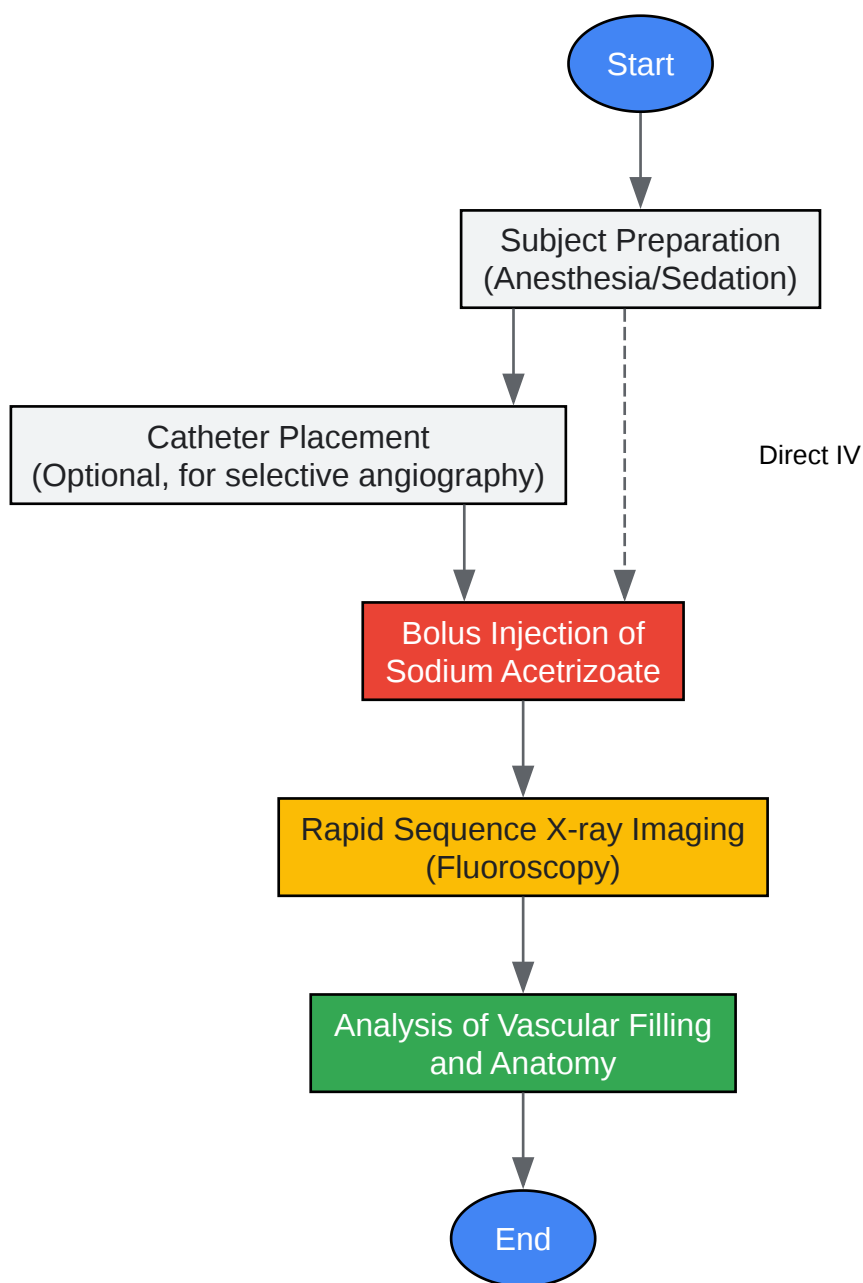 Start
Subject Preparation
(Anesthesia/Sedation)
Catheter Placement
(Optional, for selective angiography)
Direct IV
Bolus Injection of
Sodium Acetrizoate
Rapid Sequence X-ray Imaging
(Fluoroscopy)
Analysis of Vascular Filling
and Anatomy
End